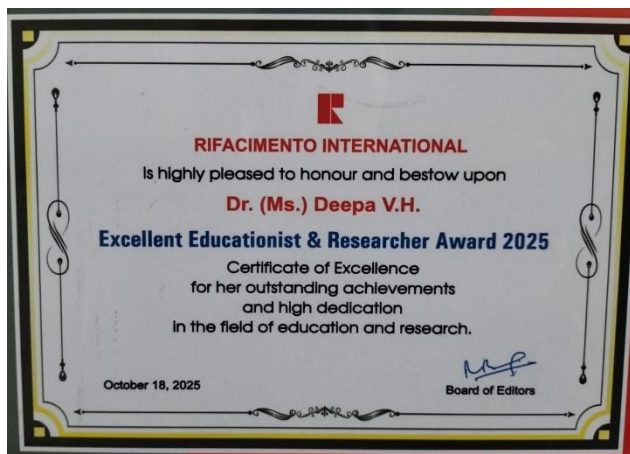 RIFACIMENTO INTERNATIONAL
is highly pleased to honour and bestow upon
Dr. (Ms.) Deepa V.H.
Excellent Educationist & Researcher Award 2025
Certificate of Excellence
for her outstanding achievements
and high dedication
in the field of education and research.
October 18, 2025
Board of Editors